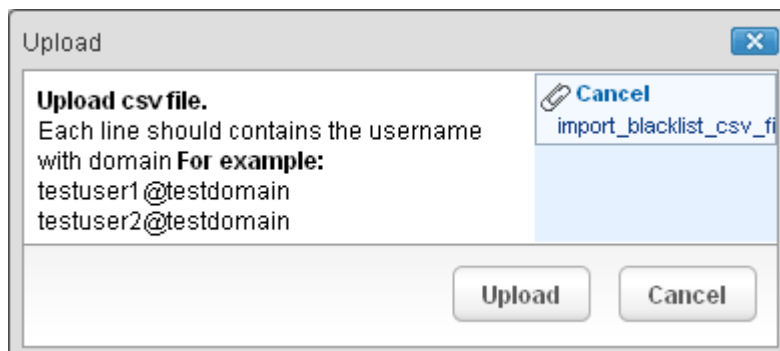 Upload
Upload csv file.
Each line should contains the username
with domain For example:
testuser1@testdomain
testuser2@testdomain
Cancel
import_blacklist_csv_fi
Upload
Cancel